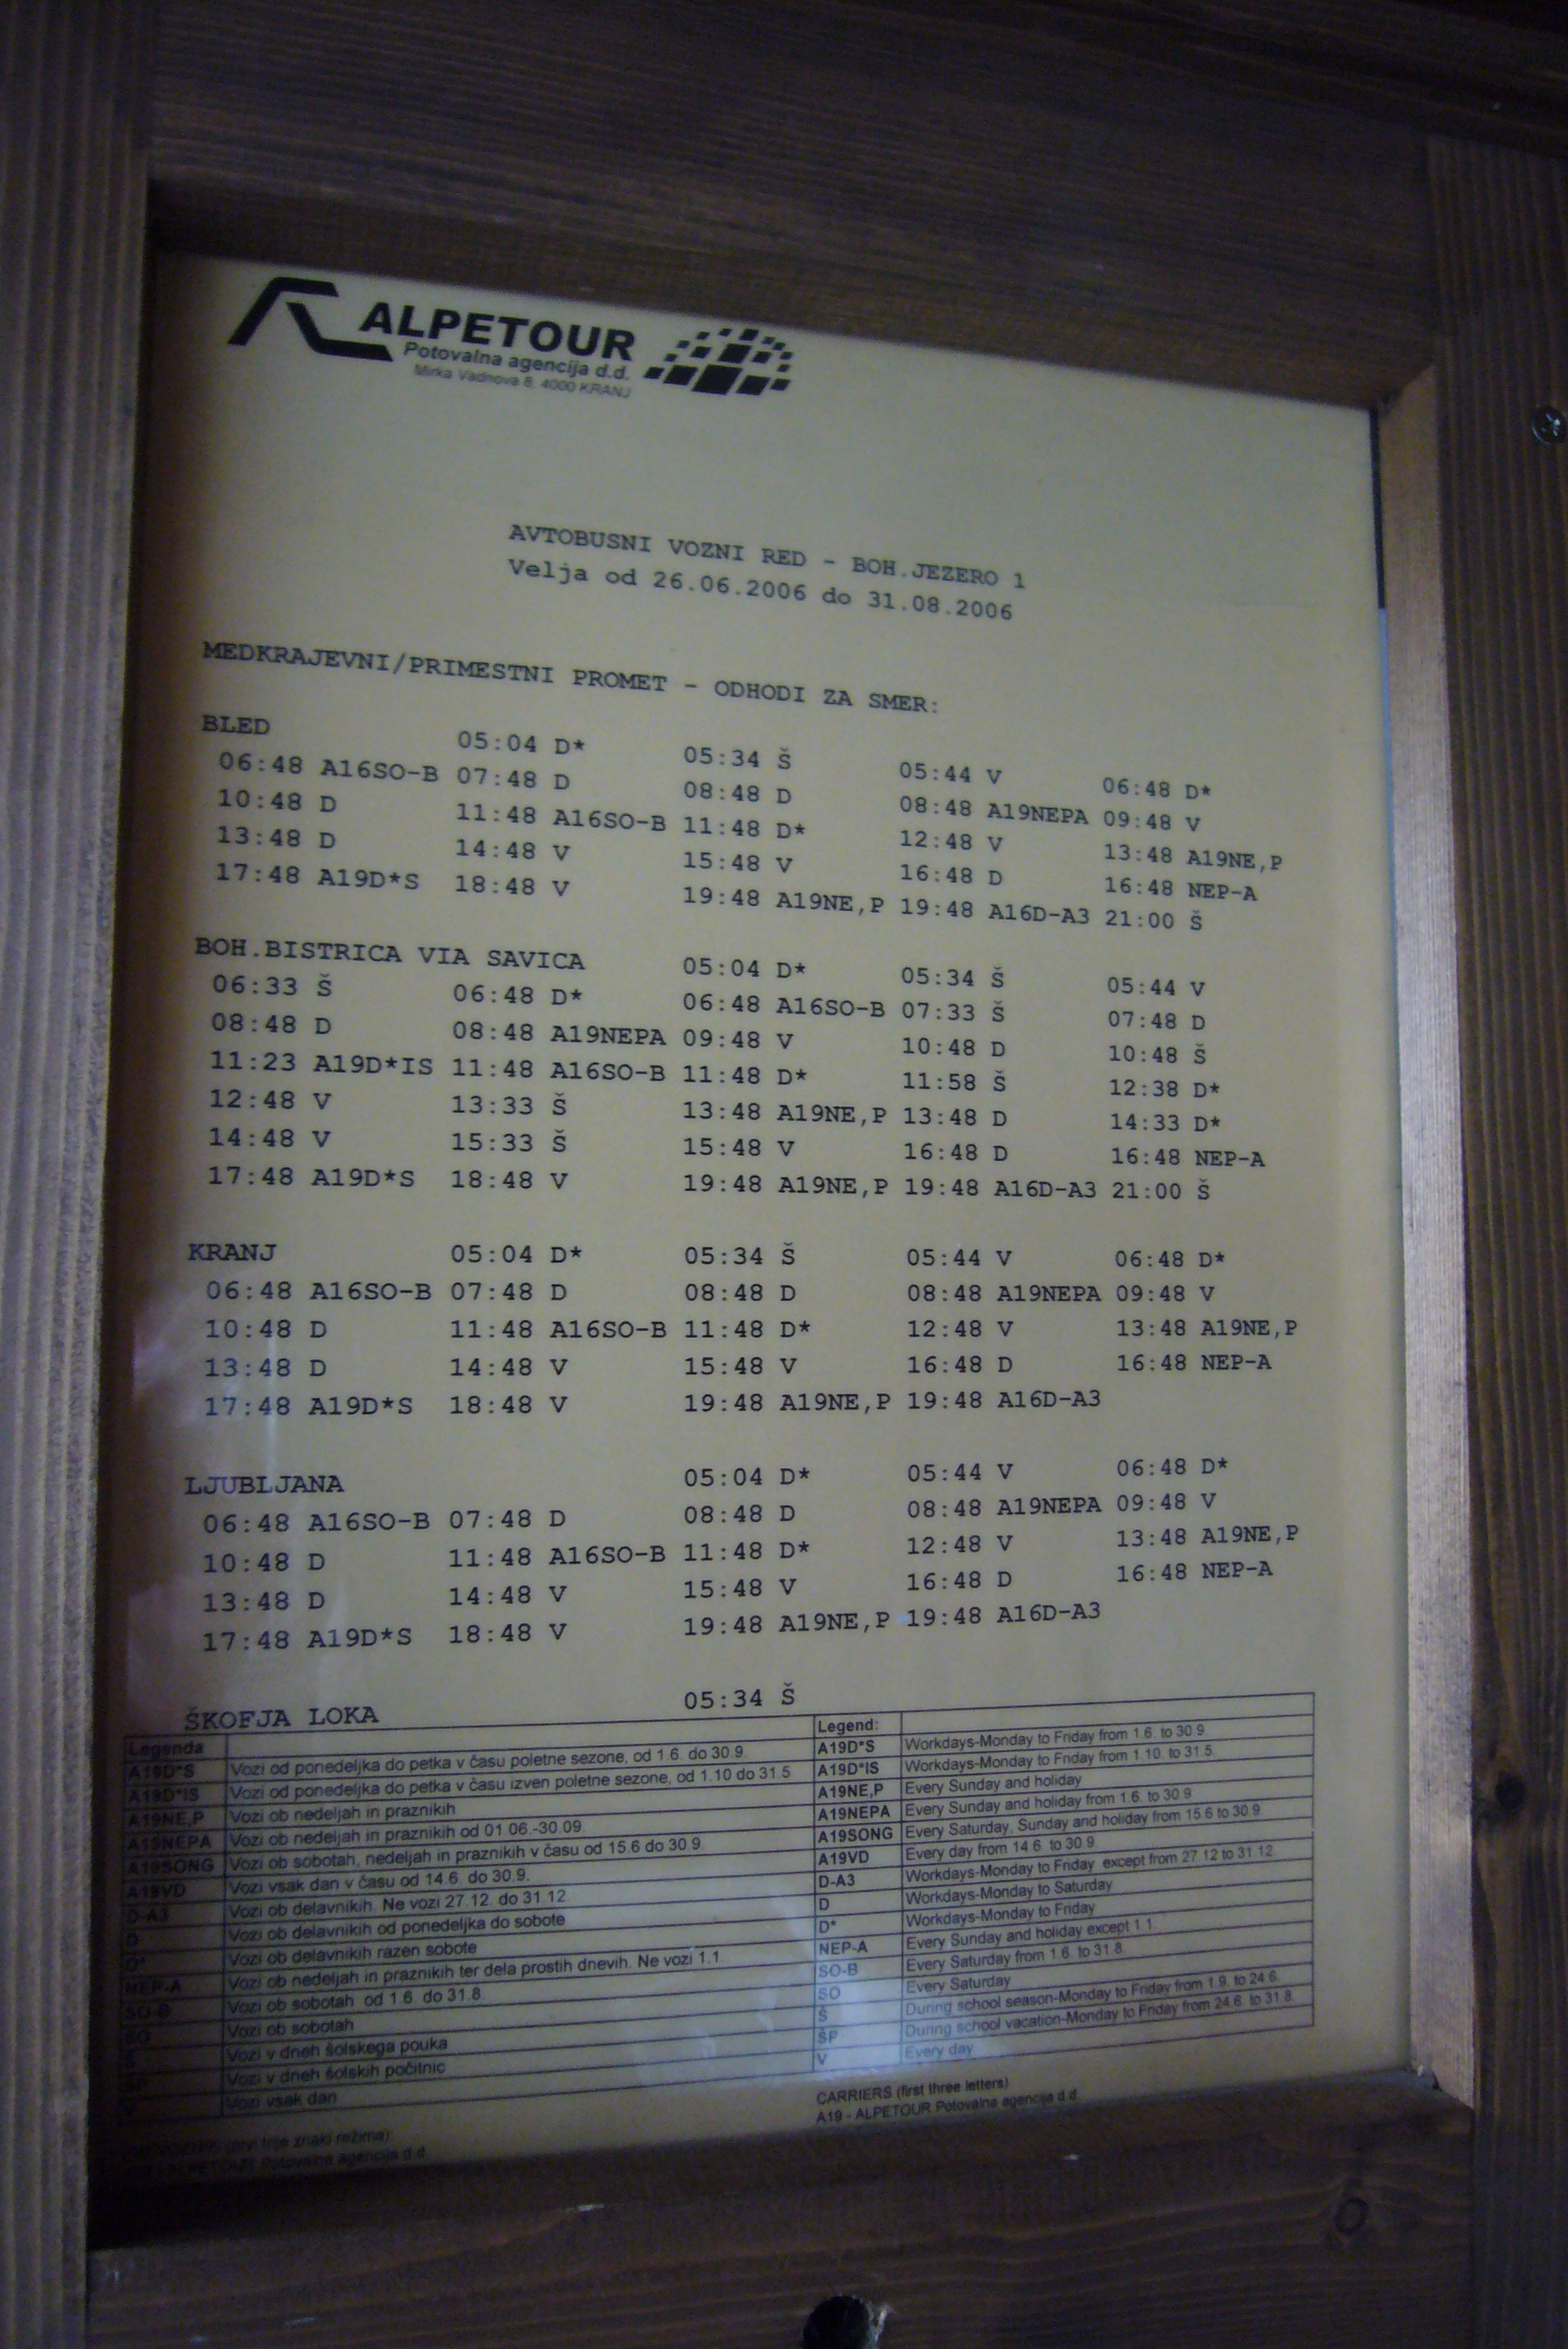 ALPETOUR
Potovalna agencija d.d.
Mirka Vadnova 8, 4000 KRANJ
AVTOBUSNI VOZNI RED - BOH.JEZERO 1
Velja od 26.06.2006 do 31.08.2006
MEDKRAJEVNI/PRIMESTNI PROMET - ODHODI ZA SMER:
BLED
05:04 D* 05:34 Š 05:44 V 06:48 D*
06:48 A16SO-B 07:48 D 08:48 D 08:48 A19NEPA 09:48 V
10:48 D 11:48 A16SO-B 11:48 D* 12:48 V 13:48 A19NE,P
13:48 D 14:48 V 15:48 V 16:48 D 16:48 NEP-A
17:48 A19D*S 18:48 V 19:48 A19NE,P 19:48 A16D-A3 21:00 Š
BOH.BISTRICA VIA SAVICA
05:04 D* 05:34 Š 05:44 V
06:33 Š 06:48 D* 06:48 A16SO-B 07:33 Š 07:48 D
08:48 D 08:48 A19NEPA 09:48 V 10:48 D 10:48 Š
11:23 A19D*IS 11:48 A16SO-B 11:48 D* 11:58 Š 12:38 D*
12:48 V 13:33 Š 13:48 A19NE,P 13:48 D 14:33 D*
14:48 V 15:33 Š 15:48 V 16:48 D 16:48 NEP-A
17:48 A19D*S 18:48 V 19:48 A19NE,P 19:48 A16D-A3 21:00 Š
KRANJ
05:04 D* 05:34 Š 05:44 V 06:48 D*
06:48 A16SO-B 07:48 D 08:48 D 08:48 A19NEPA 09:48 V
10:48 D 11:48 A16SO-B 11:48 D* 12:48 V 13:48 A19NE,P
13:48 D 14:48 V 15:48 V 16:48 D 16:48 NEP-A
17:48 A19D*S 18:48 V 19:48 A19NE,P 19:48 A16D-A3
LJUBLJANA
05:04 D* 05:44 V 06:48 D*
06:48 A16SO-B 07:48 D 08:48 D 08:48 A19NEPA 09:48 V
10:48 D 11:48 A16SO-B 11:48 D* 12:48 V 13:48 A19NE,P
13:48 D 14:48 V 15:48 V 16:48 D 16:48 NEP-A
17:48 A19D*S 18:48 V 19:48 A19NE,P 19:48 A16D-A3
ŠKOFJA LOKA
05:34 Š
Legenda Legend:
A19D*S Vozi od ponedeljka do petka v času poletne sezone, od 1.6. do 30.9. A19D*S Workdays-Monday to Friday from 1.6. to 30.9
A19D*IS Vozi od ponedeljka do petka v času izven poletne sezone, od 1.10 do 31.5 A19D*IS Workdays-Monday to Friday from 1.10. to 31.5
A19NE,P Vozi ob nedeljah in praznikih A19NE,P Every Sunday and holiday
A19NEPA Vozi ob nedeljah in praznikih od 01.06.-30.09 A19NEPA Every Sunday and holiday from 1.6. to 30.9
A19SONG Vozi ob sobotah, nedeljah in praznikih v času od 15.6 do 30.9 A19SONG Every Saturday, Sunday and holiday from 15.6 to 30.9
A19VD Vozi vsak dan v času od 14.6 do 30.9. A19VD Every day from 14.6 to 30.9
D-A3 Vozi ob delavnikih. Ne vozi 27.12. do 31.12 D-A3 Workdays-Monday to Friday except from 27.12 to 31.12
D Vozi ob delavnikih od ponedeljka do sobote D Workdays-Monday to Saturday
D* Vozi ob delavnikih razen sobote D* Workdays-Monday to Friday
NEP-A Vozi ob nedeljah in praznikih ter dela prostih dnevih. Ne vozi 1.1 NEP-A Every Sunday and holiday except 1.1
SO-B Vozi ob sobotah od 1.6. do 31.8 SO-B Every Saturday from 1.6. to 31.8
SO Vozi ob sobotah SO Every Saturday
Š Vozi v dneh šolskega pouka Š During school season-Monday to Friday from 1.9. to 24.6.
ŠP Vozi v dneh šolskih počitnic ŠP During school vacation-Monday to Friday from 24.6. to 31.8
V Vozi vsak dan V Every day
prvi trije znaki režima) CARRIERS (first three letters)
ALPETOUR Potovalna agencija d.d. A19 - ALPETOUR Potovalna agencija d.d